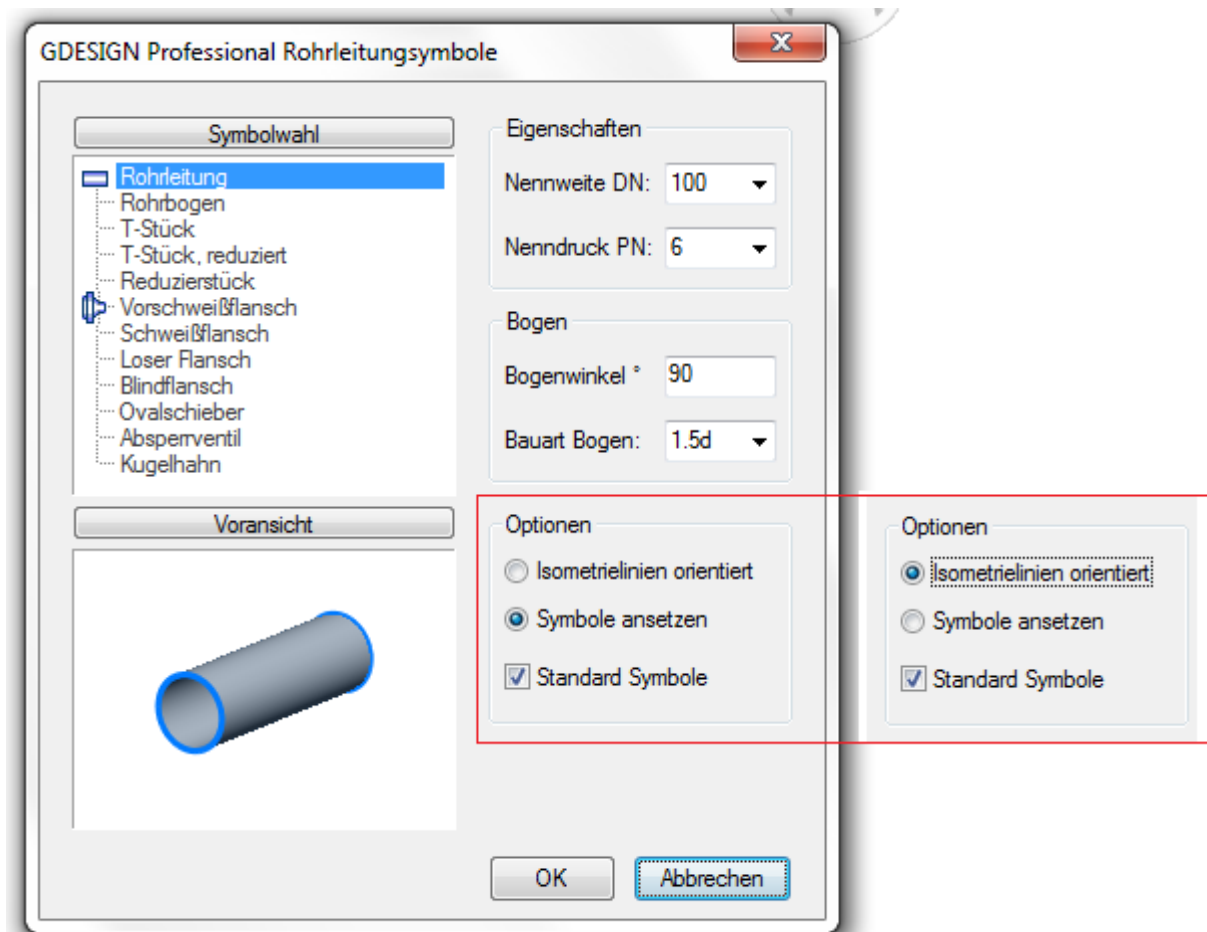 GDESIGN Professional Rohrleitungsymbole
Symbolwahl
Rohrleitung
Rohrbogen
T-Stück
T-Stück, reduziert
Reduzierstück
Vorschweißflansch
Schweißflansch
Loser Flansch
Blindflansch
Ovalschieber
Absperrventil
Kugelhahn
Voransicht
Eigenschaften
Nennweite DN: 100
Nenndruck PN: 6
Bogen
Bogenwinkel ° 90
Bauart Bogen: 1.5d
Optionen
Isometrielinien orientiert
Symbole ansetzen
Standard Symbole
OK
Abbrechen
Optionen
Isometrielinien orientiert
Symbole ansetzen
Standard Symbole